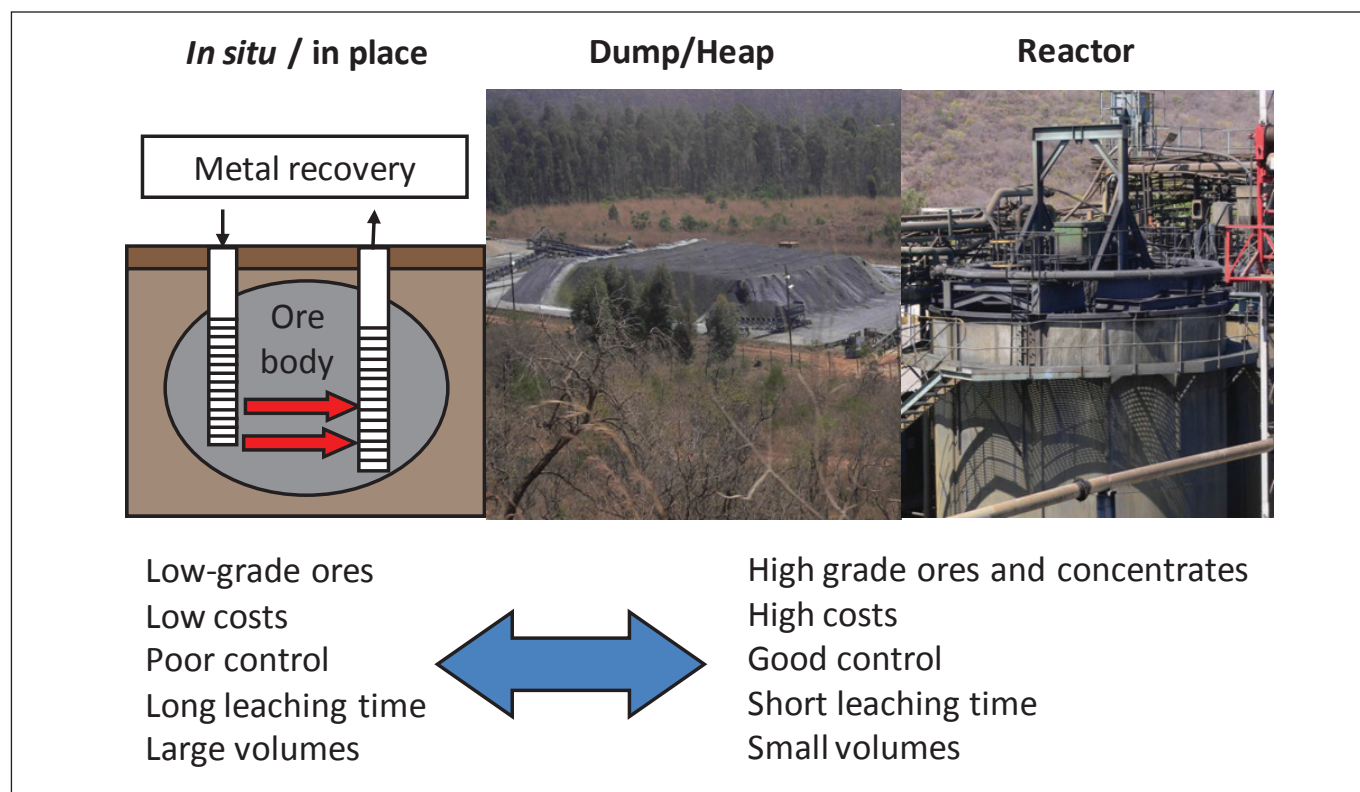 In situ / in place
Dump/Heap
Reactor
Metal recovery
Ore
body
Low-grade ores
Low costs
Poor control
Long leaching time
Large volumes
High grade ores and concentrates
High costs
Good control
Short leaching time
Small volumes